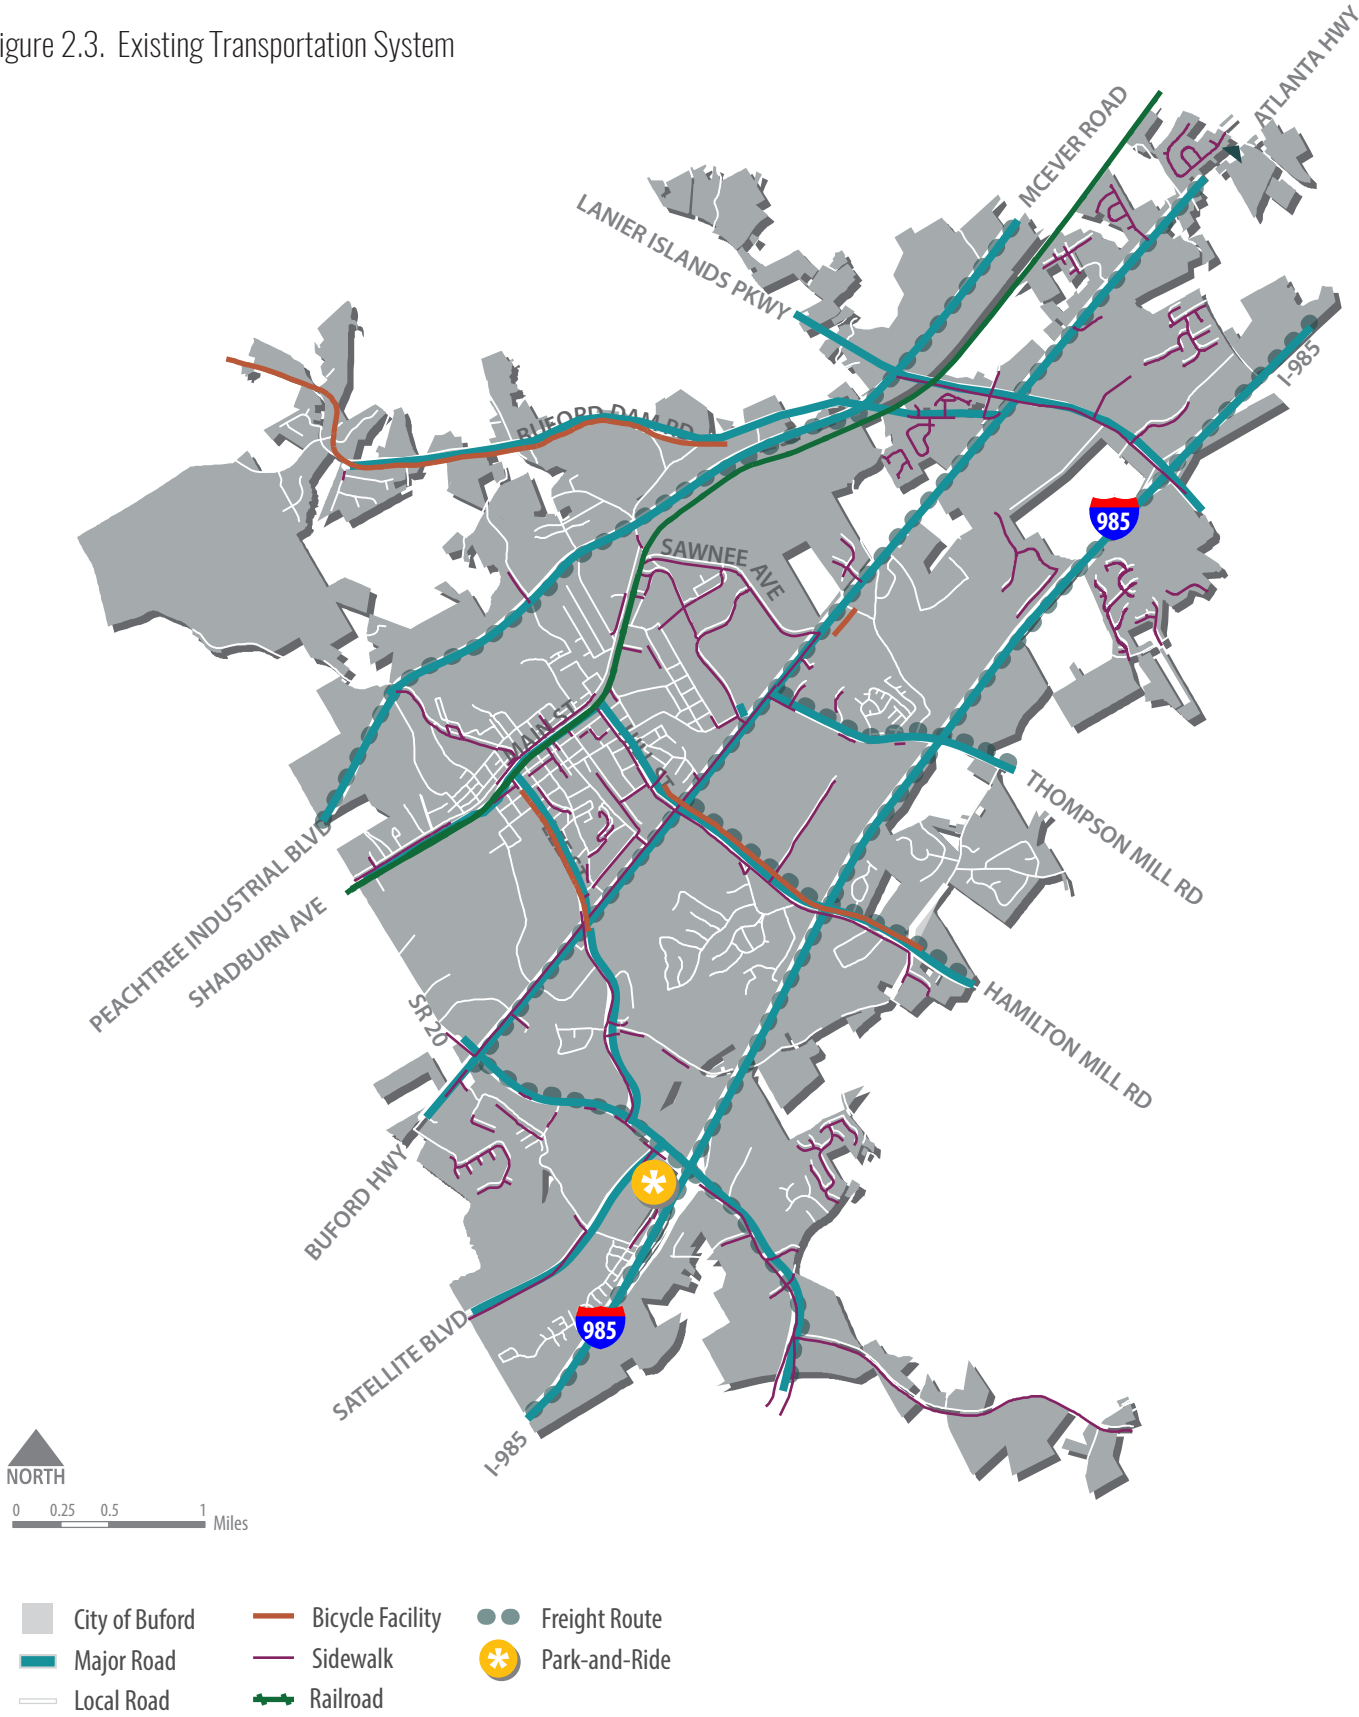 igure 2.3. Existing Transportation System
ATLANTA HWY
MCEVER ROAD
LANIER ISLANDS PKWY
I-985
BUFORD DAM RD
985
SAWNEE AVE
MAIN ST
THOMPSON MILL RD
PEACHTREE INDUSTRIAL BLVD
SHADBURN AVE
SR 20
HAMILTON MILL RD
BUFORD HWY
SATELLITE BLVD
985
I-985
NORTH
0 0.25 0.5 1
Miles
City of Buford
Major Road
Local Road
Bicycle Facility
Sidewalk
Railroad
Freight Route
Park-and-Ride